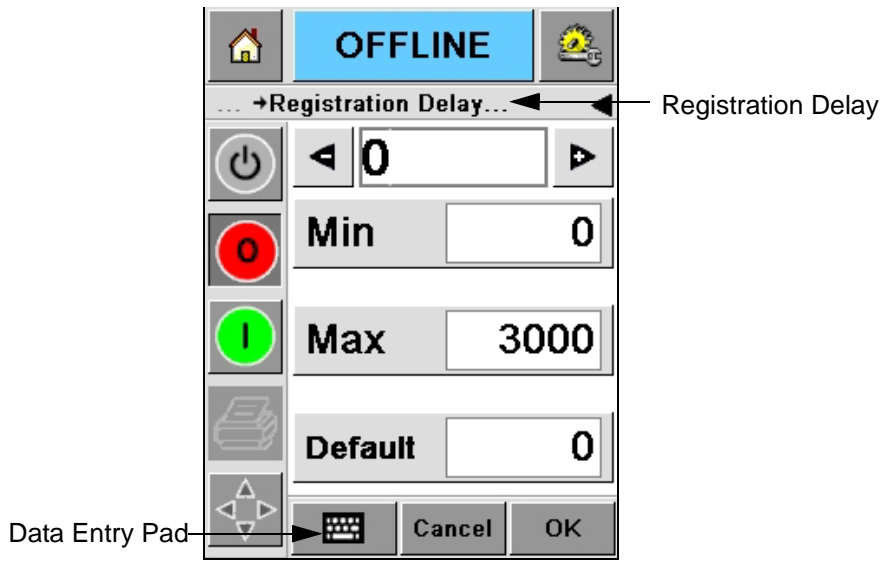 OFFLINE
... →Registration Delay...
Registration Delay
0
Min 0
O
I
Max 3000
Default 0
Data Entry Pad
Cancel OK